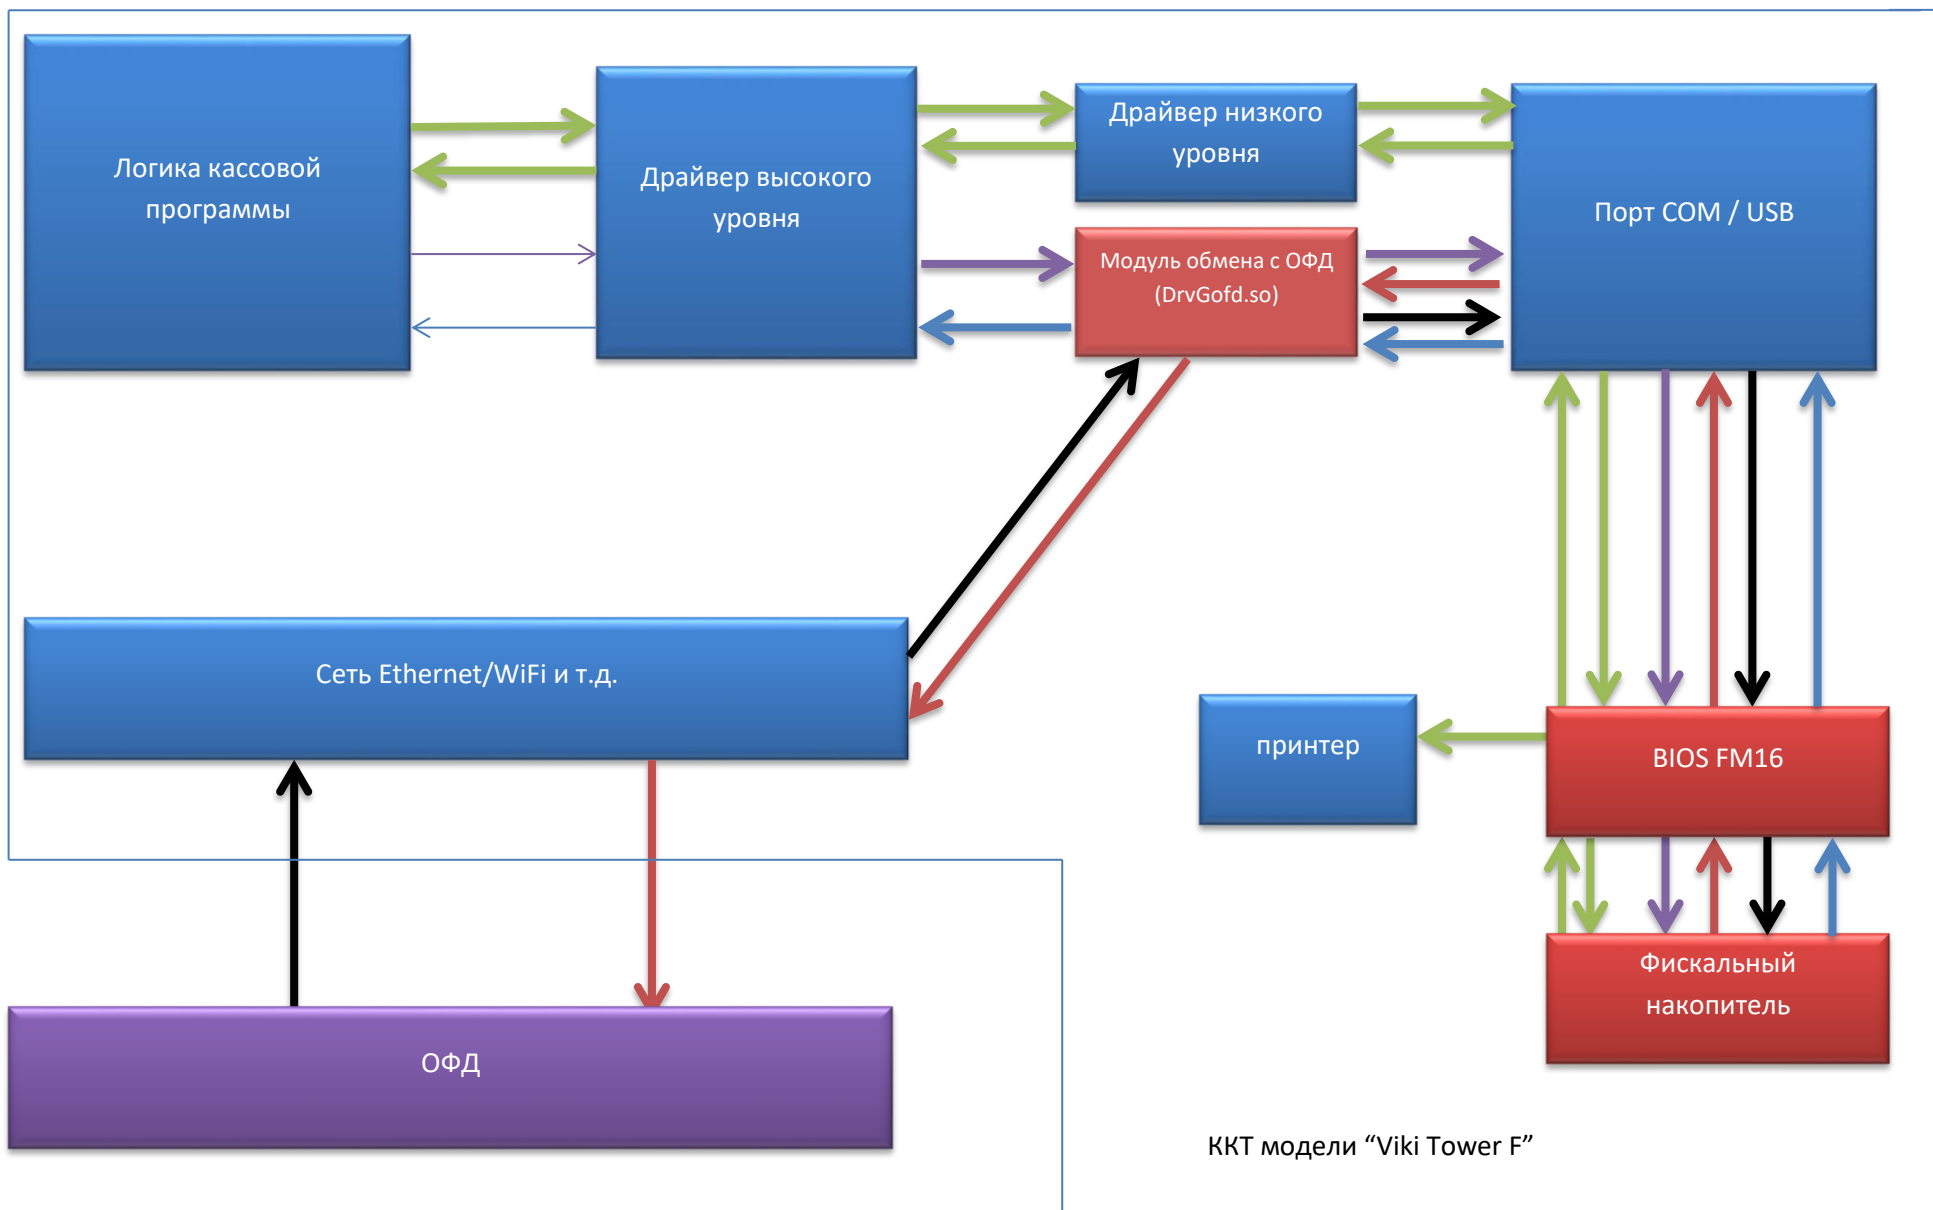 Логика кассовой
программы
Драйвер высокого
уровня
Драйвер низкого
уровня
Модуль обмена с ОФД
(DrvGofd.so)
Порт COM / USB
Сеть Ethernet/WiFi и т.д.
принтер
BIOS FM16
Фискальный
накопитель
ОФД
ККТ модели “Viki Tower F”